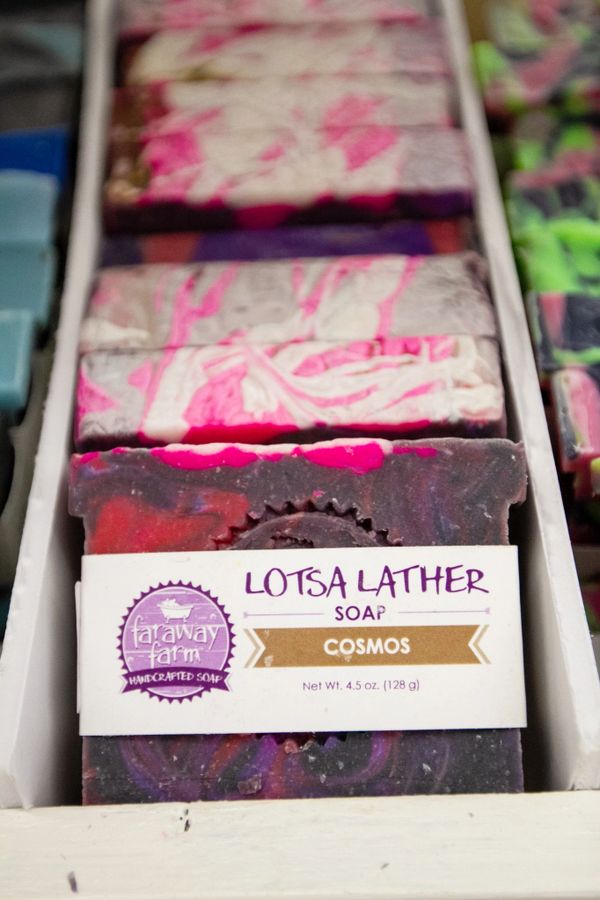 LOTSA LATHER
SOAP
COSMOS
Net Wt. 4.5 oz. (128 g)
faraway
farm
HANDCRAFTED SOAP